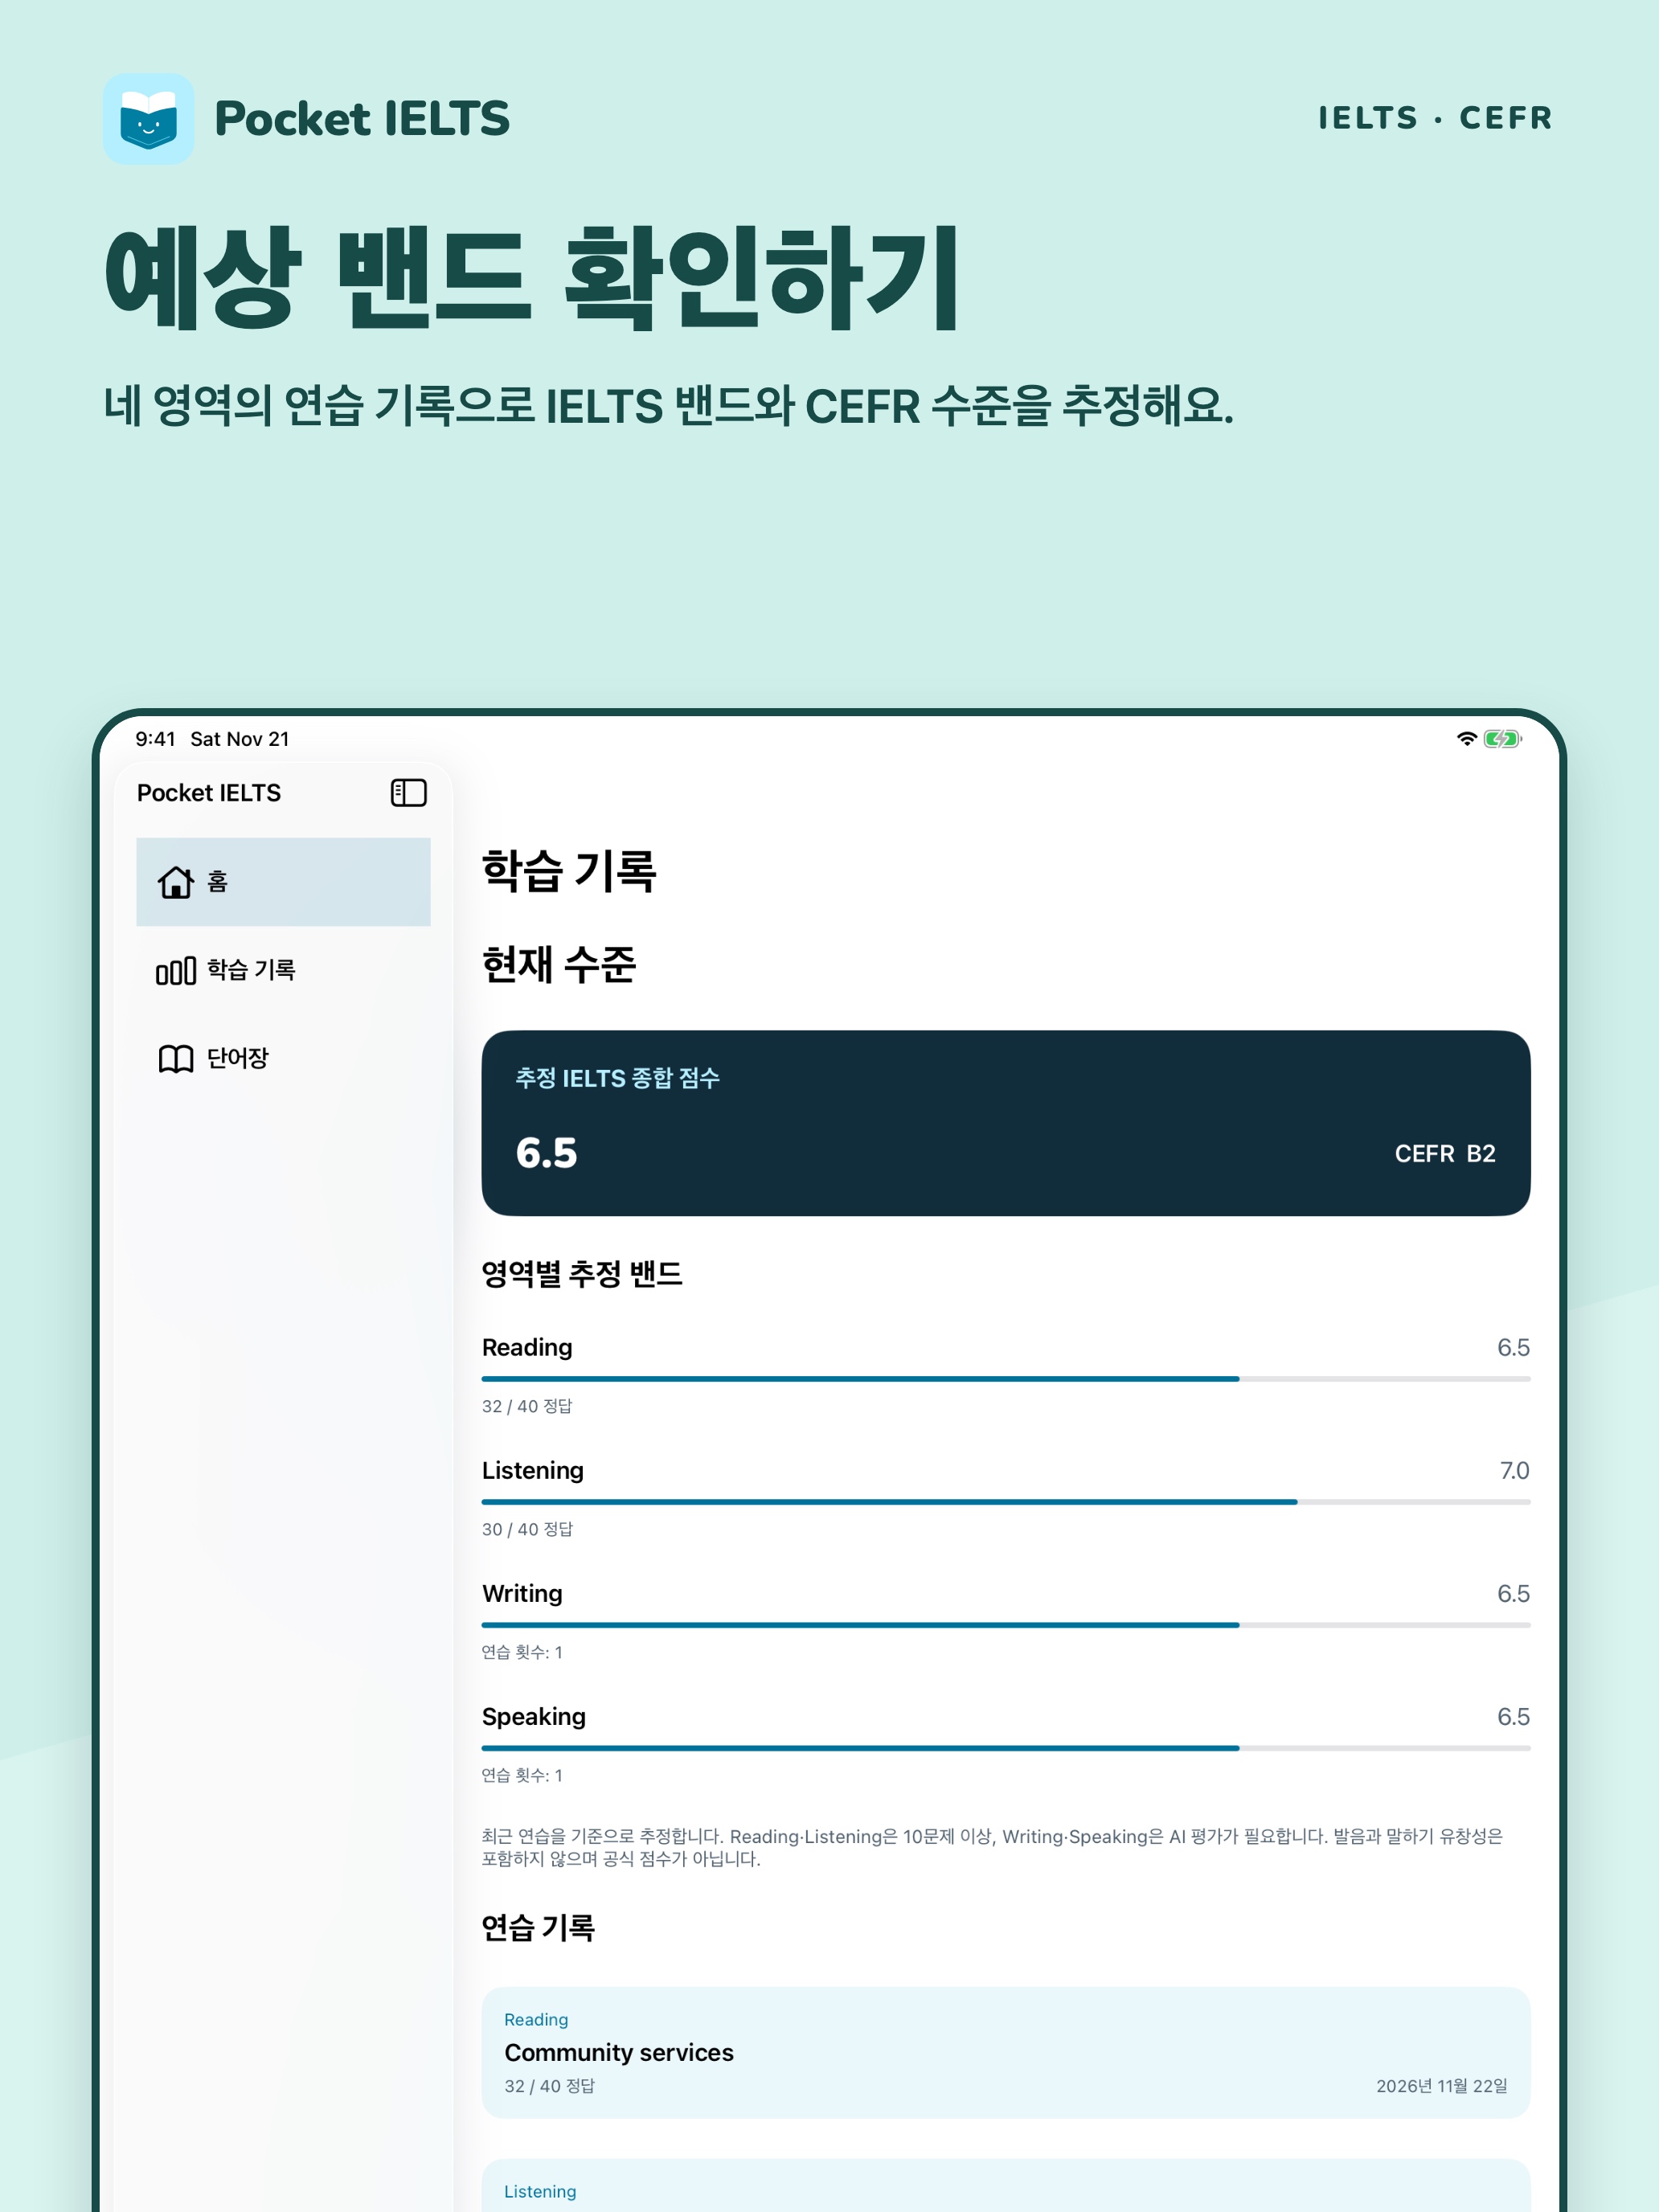 Pocket IELTS
IELTS · CEFR
예상 밴드 확인하기
네 영역의 연습 기록으로 IELTS 밴드와 CEFR 수준을 추정해요.
9:41 Sat Nov 21
Pocket IELTS
홈
학습 기록
단어장
학습 기록
현재 수준
추정 IELTS 종합 점수
6.5
CEFR B2
영역별 추정 밴드
Reading 6.5
32 / 40 정답
Listening 7.0
30 / 40 정답
Writing 6.5
연습 횟수: 1
Speaking 6.5
연습 횟수: 1
최근 연습을 기준으로 추정합니다. Reading·Listening은 10문제 이상, Writing·Speaking은 AI 평가가 필요합니다. 발음과 말하기 유창성은
포함하지 않으며 공식 점수가 아닙니다.
연습 기록
Reading
Community services
32 / 40 정답 2026년 11월 22일
Listening